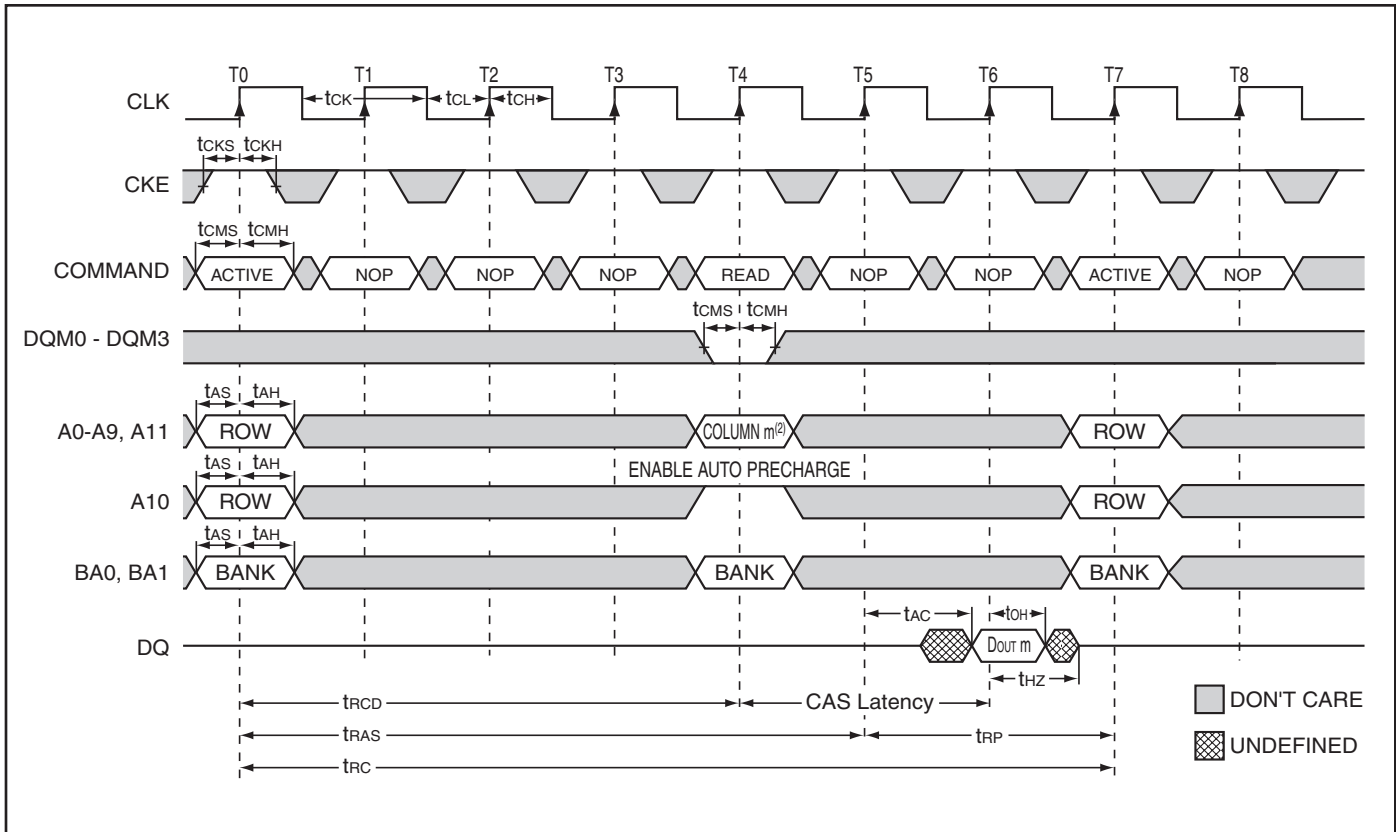 T0 T1 T2 T3 T4 T5 T6 T7 T8
CLK
tCK tCL tCH
tCKS tCKH
CKE
tCMS tCMH
COMMAND ACTIVE NOP NOP NOP READ NOP NOP ACTIVE NOP
tCMS tCMH
DQM0 - DQM3
tAS tAH
A0-A9, A11 ROW COLUMN m(2) ROW
tAS tAH ENABLE AUTO PRECHARGE
A10 ROW ROW
tAS tAH
BA0, BA1 BANK BANK BANK
tAC tOH
DQ DOUT m
tHZ
tRCD CAS Latency
DON'T CARE
tRAS tRP
UNDEFINED
tRC